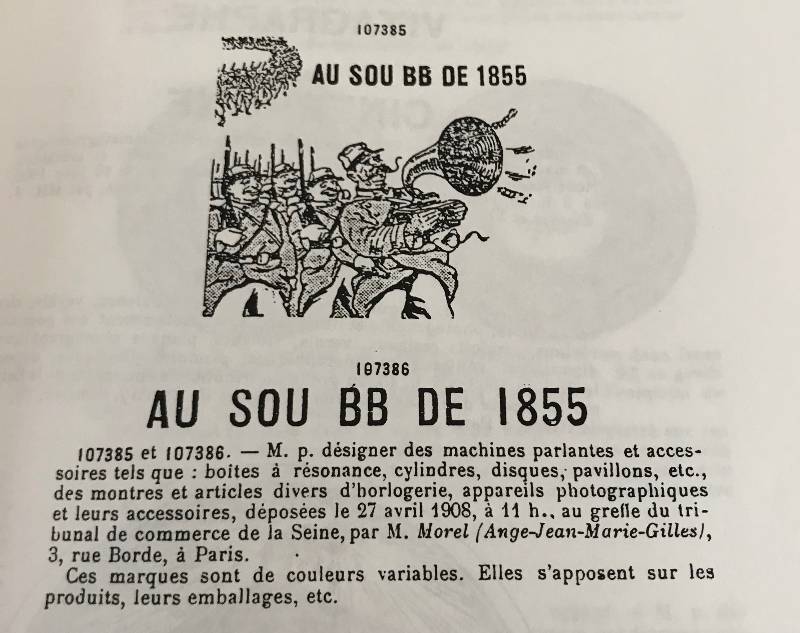 107385
AU SOU BB DE 1855
107386
AU SOU BB DE 1855
107385 et 107386. — M. p. désigner des machines parlantes et acces-
soires tels que : boîtes à résonance, cylindres, disques, pavillons, etc.,
des montres et articles divers d'horlogerie, appareils photographiques
et leurs accessoires, déposées le 27 avril 1908, à 11 h., au greffe du tri-
bunal de commerce de la Seine, par M. Morel (Ange-Jean-Marie-Gilles),
3, rue Borde, à Paris.
Ces marques sont de couleurs variables. Elles s'apposent sur les
produits, leurs emballages, etc.